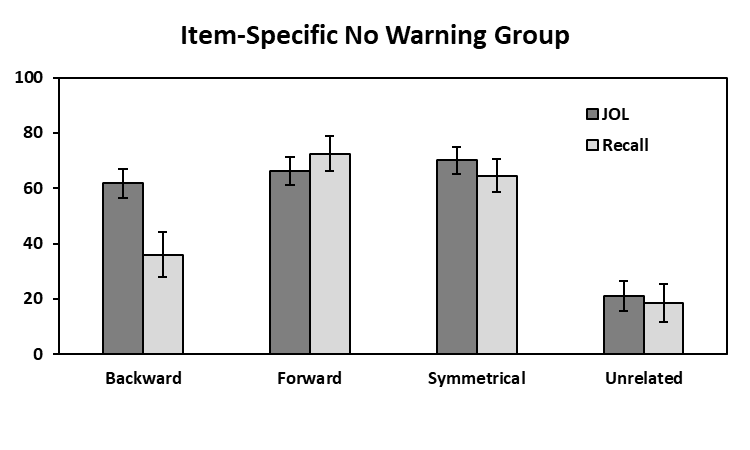 Item-Specific No Warning Group
100
80
60
40
20
0
JOL
Recall
Backward
Forward
Symmetrical
Unrelated